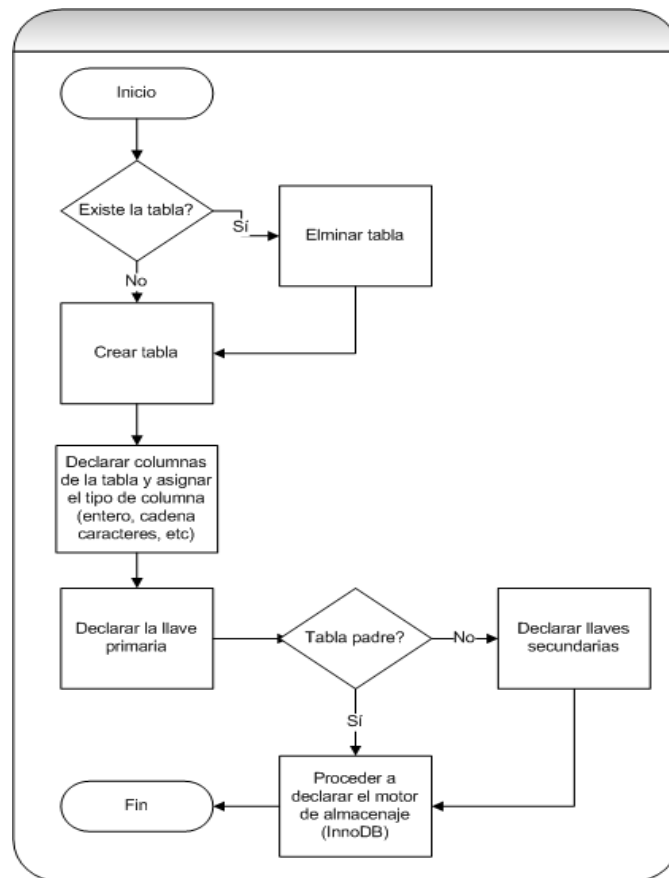 Inicio
Existe la tabla?
Sí
Elminar tabla
No
Crear tabla
Declarar columnas
de la tabla y asignar
el tipo de columna
(entero, cadena
caracteres, etc)
Declarar la llave
primaria
Tabla padre?
No
Declarar llaves
secundarias
Sí
Proceder a
declarar el motor
de almacenaje
(InnoDB)
Fin